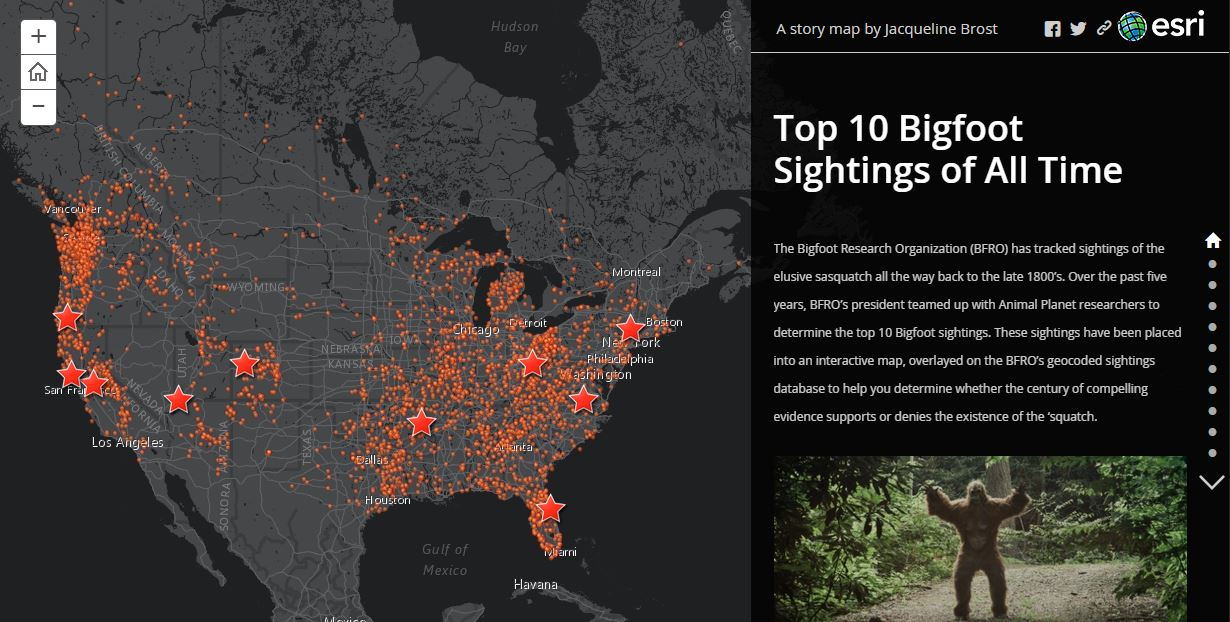 Hudson
Bay
QUEBEC
ALBERTA
BRITISH COLUMBIA
Vancouver
MONTANA
IDAHO
WYOMING
Montreal
Chicago
Detroit
Boston
New York
IOWA
NEBRASKA
KANSAS
Philadelphia
Washington
UTAH
NEVADA
CALIFORNIA
San Francisco
Los Angeles
ARIZONA
SONORA
TEXAS
Dallas
Atlanta
Houston
Gulf of
Mexico
Miami
Havana
Mexico
A story map by Jacqueline Brost
esri
Top 10 Bigfoot
Sightings of All Time
The Bigfoot Research Organization (BFRO) has tracked sightings of the
elusive sasquatch all the way back to the late 1800's. Over the past five
years, BFRO's president teamed up with Animal Planet researchers to
determine the top 10 Bigfoot sightings. These sightings have been placed
into an interactive map, overlayed on the BFRO's geocoded sightings
database to help you determine whether the century of compelling
evidence supports or denies the existence of the 'squatch.